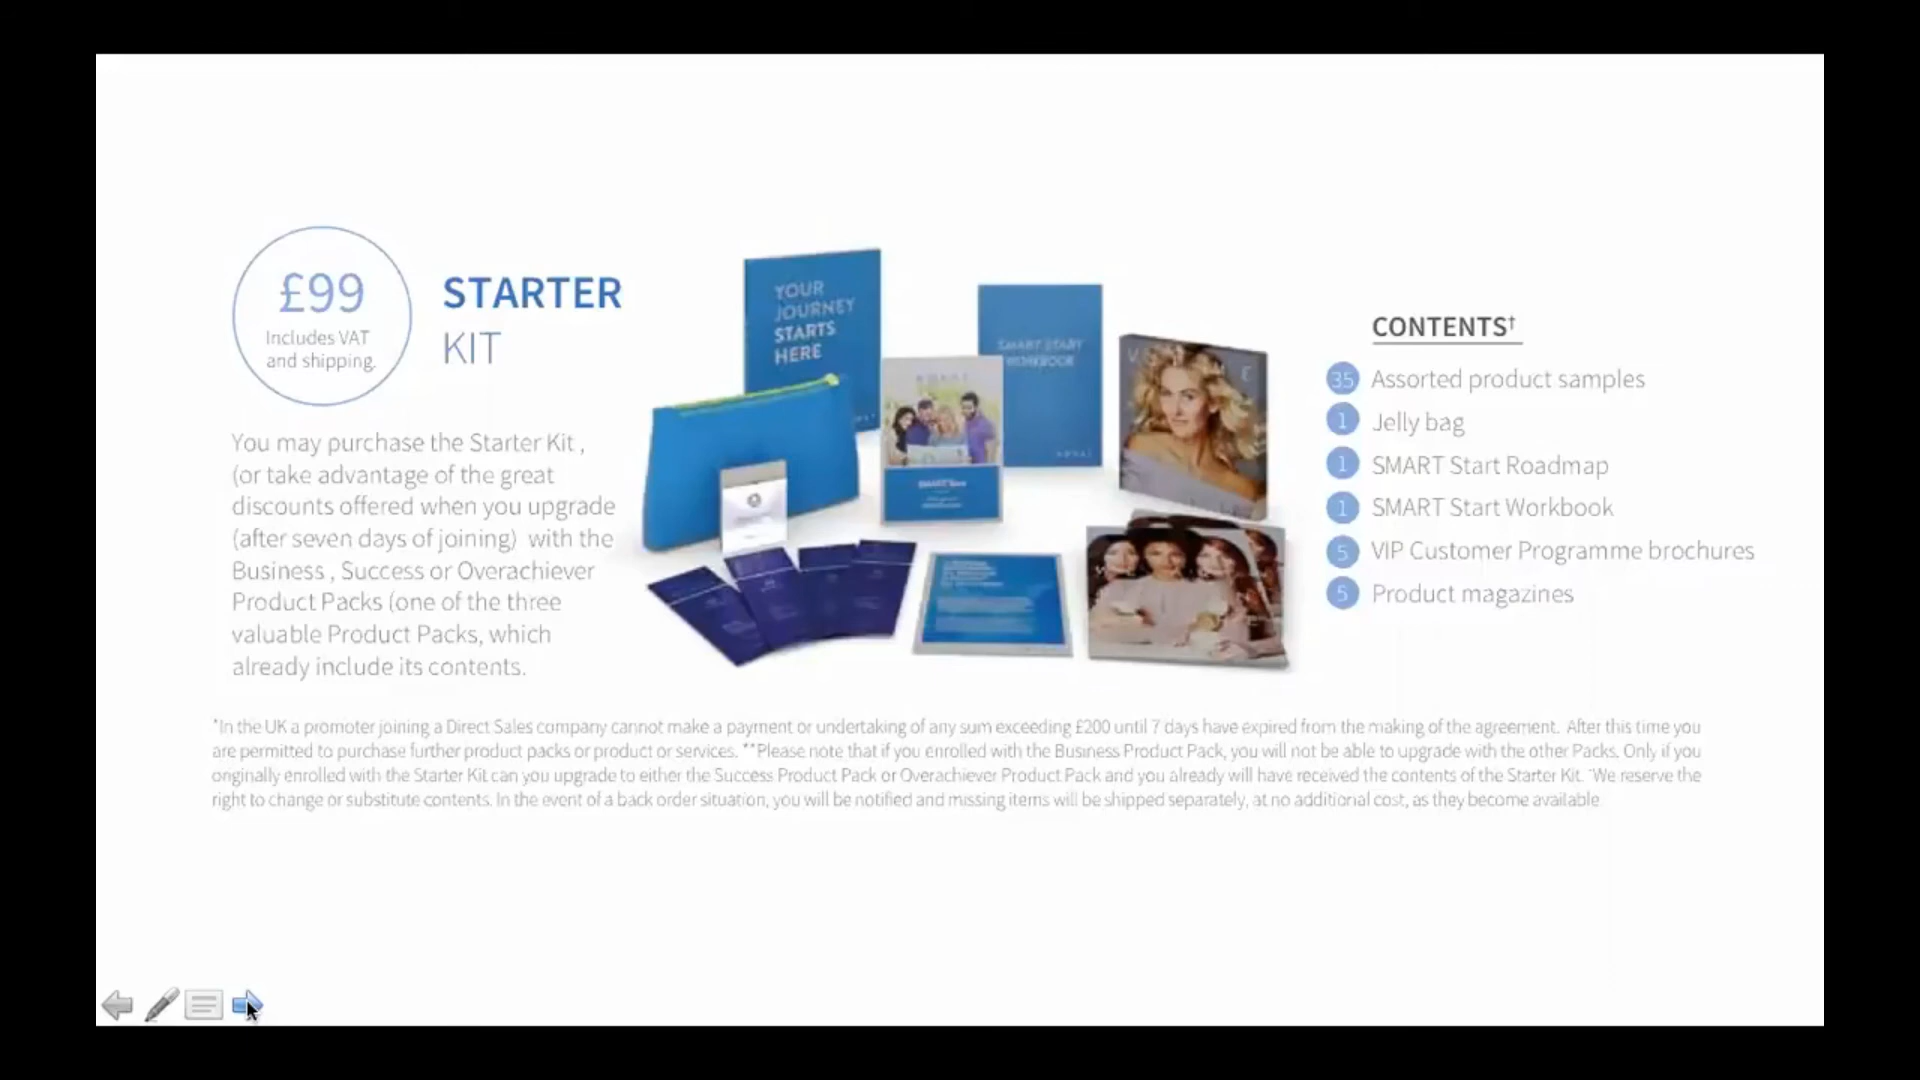 £99
Includes VAT
and shipping.
STARTER
KIT
You may purchase the Starter Kit ,
(or take advantage of the great
discounts offered when you upgrade
(after seven days of joining) with the
Business , Success or Overachiever
Product Packs (one of the three
valuable Product Packs, which
already include its contents.
YOUR
JOURNEY
STARTS
HERE
SMART START
WORKBOOK
CONTENTS†
35 Assorted product samples
1 Jelly bag
1 SMART Start Roadmap
1 SMART Start Workbook
5 VIP Customer Programme brochures
5 Product magazines
*In the UK a promoter joining a Direct Sales company cannot make a payment or undertaking of any sum exceeding £200 until 7 days have expired from the making of the agreement. After this time you
are permitted to purchase further product packs or product or services. **Please note that if you enrolled with the Business Product Pack, you will not be able to upgrade with the other Packs. Only if you
originally enrolled with the Starter Kit can you upgrade to either the Success Product Pack or Overachiever Product Pack and you already will have received the contents of the Starter Kit. We reserve the
right to change or substitute contents. In the event of a back order situation, you will be notified and missing items will be shipped separately, at no additional cost, as they become available